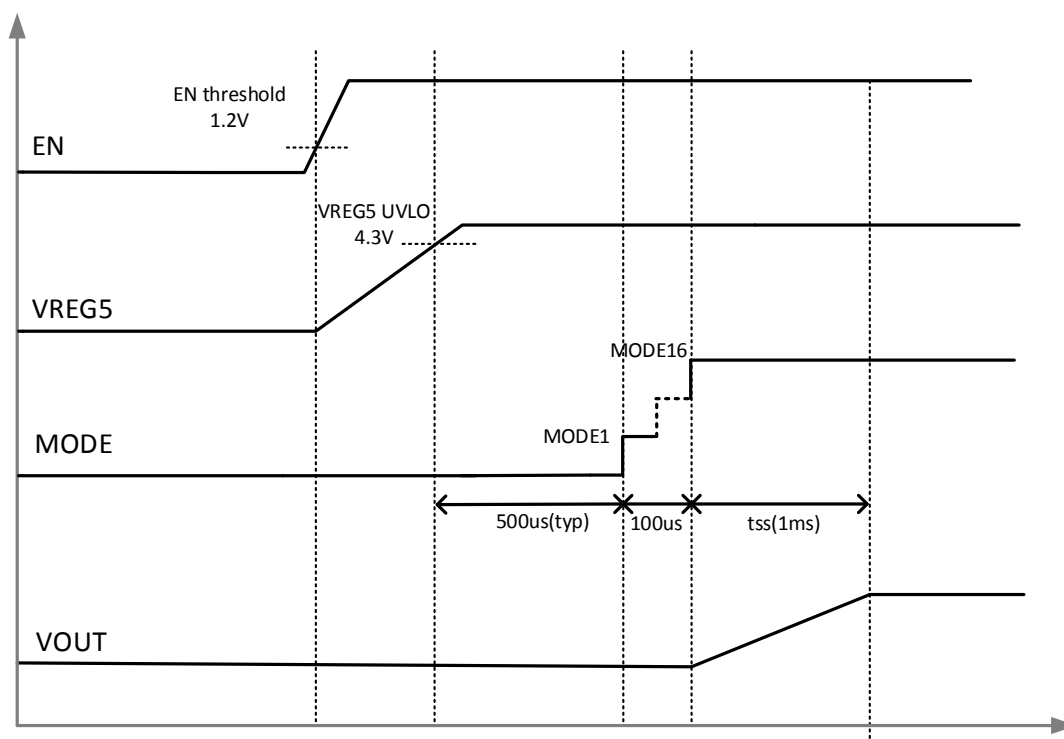 EN threshold
1.2V
EN
VREG5 UVLO
4.3V
VREG5
MODE16
MODE1
MODE
500us(typ)
100us
tss(1ms)
VOUT